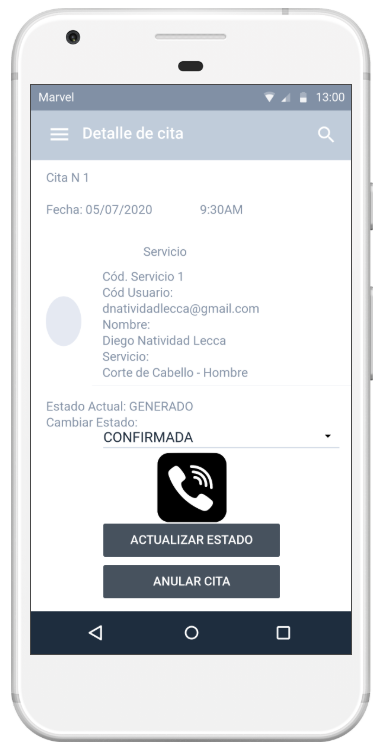 Marvel 13:00
Detalle de cita
Cita N 1
Fecha: 05/07/2020 9:30AM
Servicio
Cód. Servicio 1
Cód Usuario:
dnatividadlecca@gmail.com
Nombre:
Diego Natividad Lecca
Servicio:
Corte de Cabello - Hombre
Estado Actual: GENERADO
Cambiar Estado:
CONFIRMADA
ACTUALIZAR ESTADO
ANULAR CITA